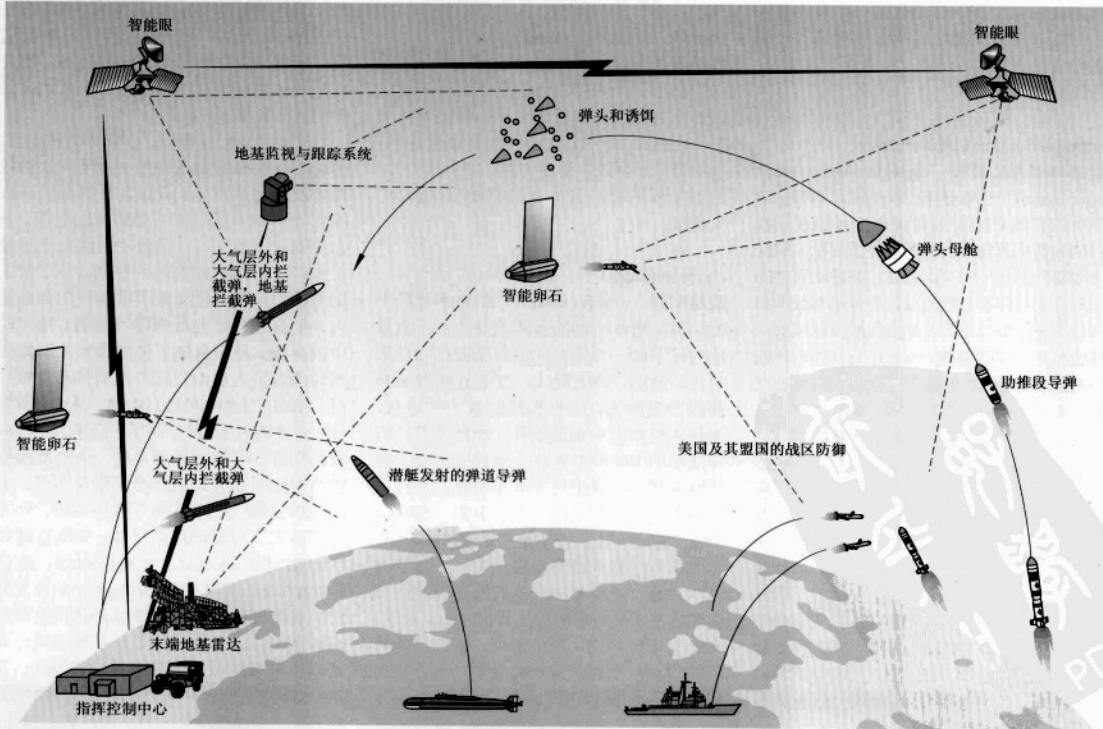 智能眼
智能眼
弹头和诱饵
地基监视与跟踪系统
弹头母舱
大气层外和
大气层内拦
截弹，地基
拦截弹
智能卵石
助推段导弹
智能卵石
美国及其盟国的战区防御
大气层外和大
气层内拦截弹
潜艇发射的弹道导弹
末端地基雷达
指挥控制中心